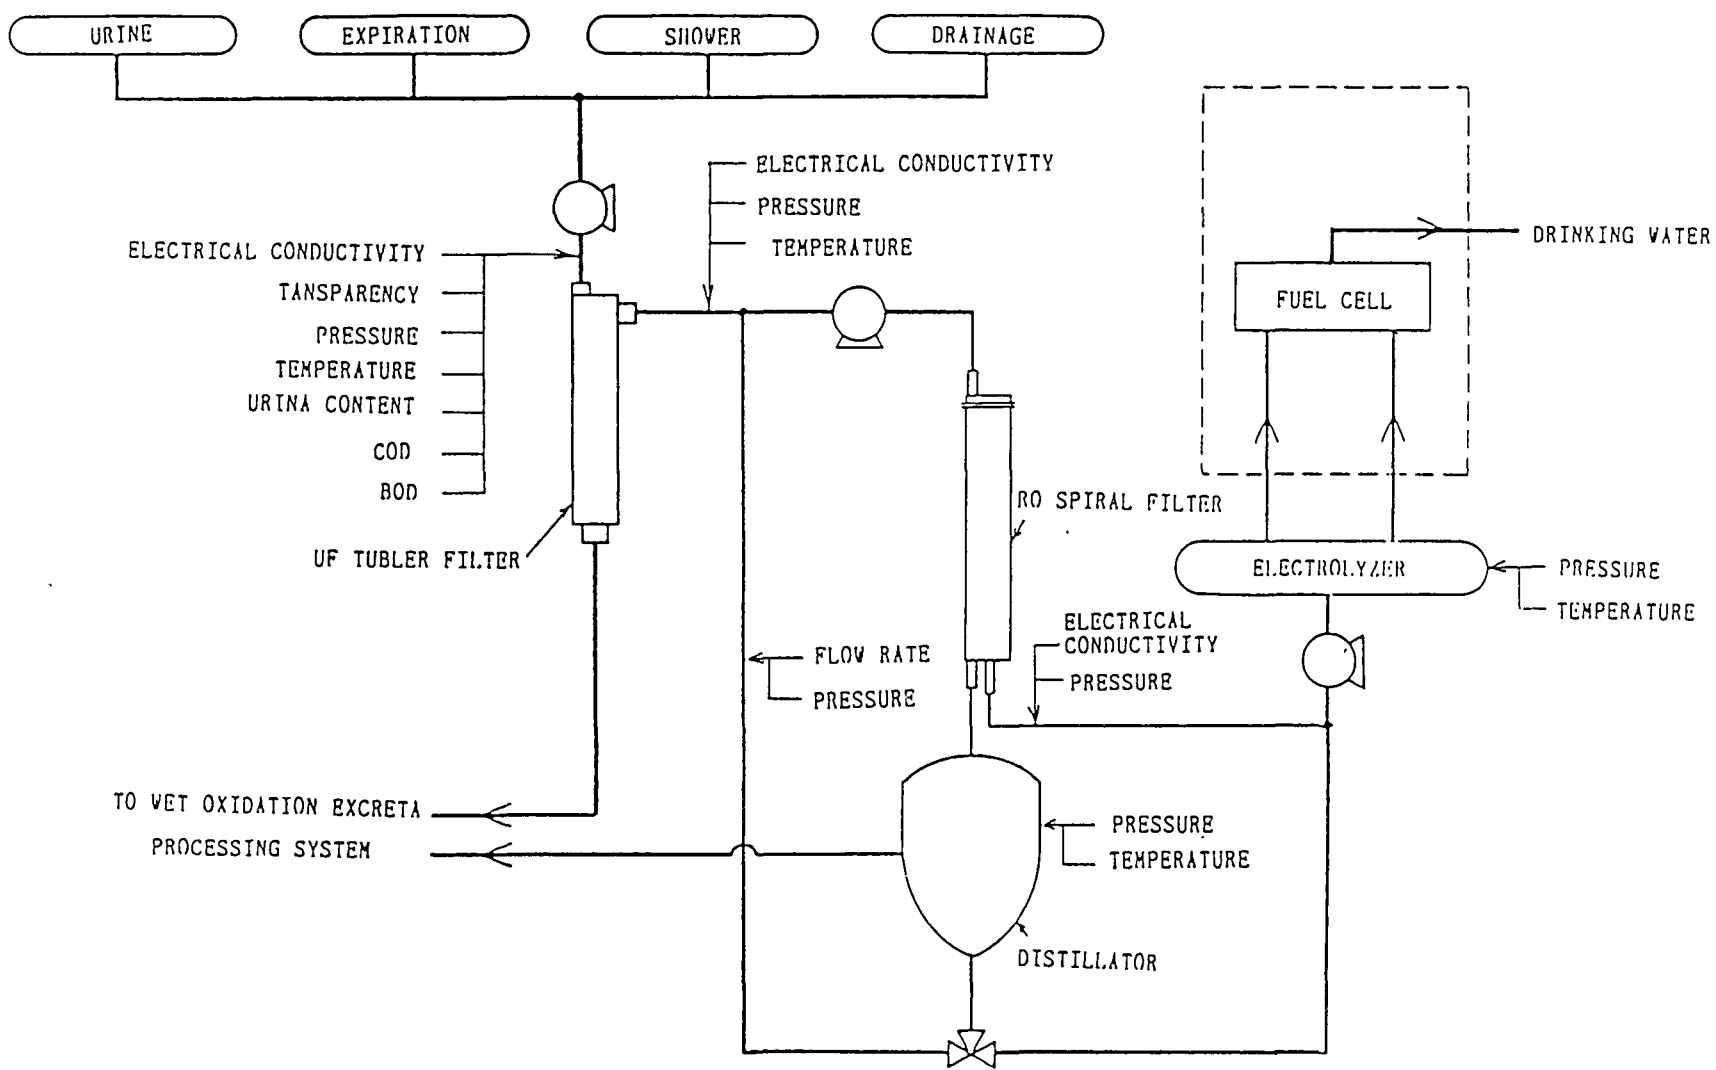 URINE
EXPIRATION
SHOWER
DRAINAGE
ELECTRICAL CONDUCTIVITY
PRESSURE
TEMPERATURE
DRINKING WATER
FUEL CELL
ELECTRICAL CONDUCTIVITY
TANSPARENCY
PRESSURE
TEMPERATURE
URINA CONTENT
COD
BOD
UF TUBLER FILTER
RO SPIRAL FILTER
ELECTROLYZER
PRESSURE
TEMPERATURE
ELECTRICAL
CONDUCTIVITY
PRESSURE
FLOW RATE
PRESSURE
TO WET OXIDATION EXCRETA
PROCESSING SYSTEM
PRESSURE
TEMPERATURE
DISTILLATOR